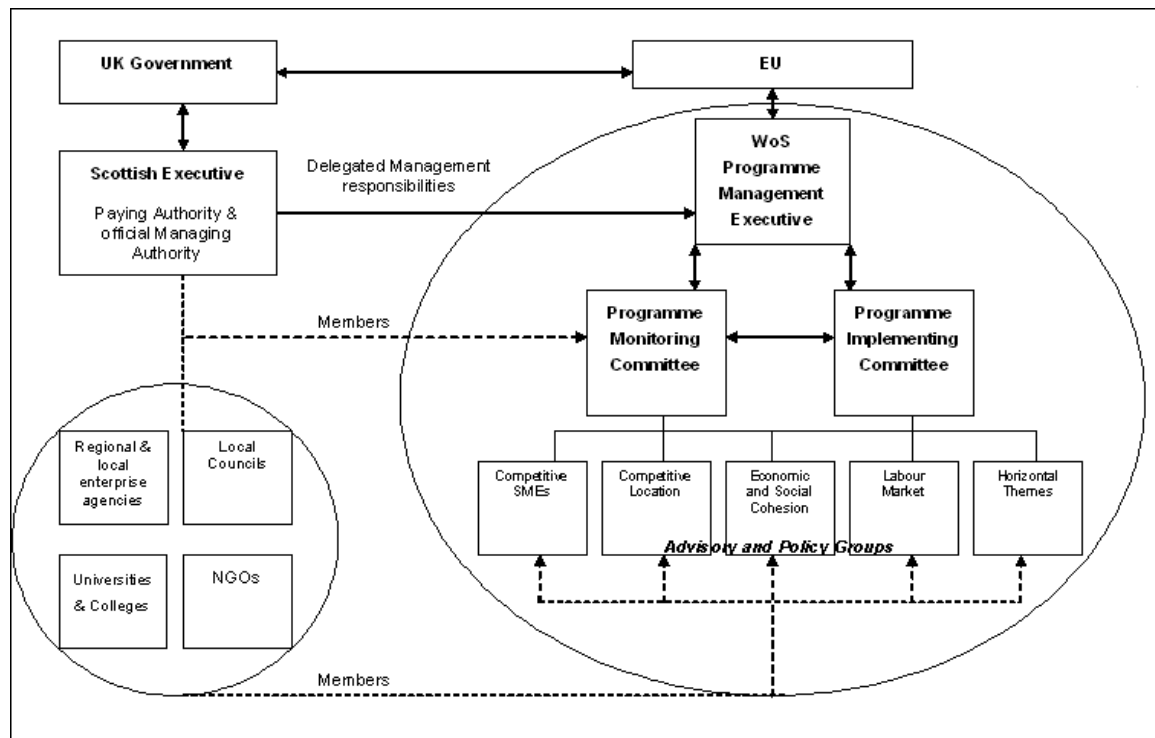 UK Government
EU
Scottish Executive
Paying Authority &
official Managing
Authority
Delegated Management
responsibilities
WoS
Programme
Management
Executive
Members
Programme
Monitoring
Committee
Programme
Implementing
Committee
Regional &
local
enterprise
agencies
Local
Councils
Universities
& Colleges
NGOs
Competitive
SMEs
Competitive
Location
Economic
and Social
Cohesion
Labour
Market
Horizontal
Themes
Advisory and Policy Groups
Members